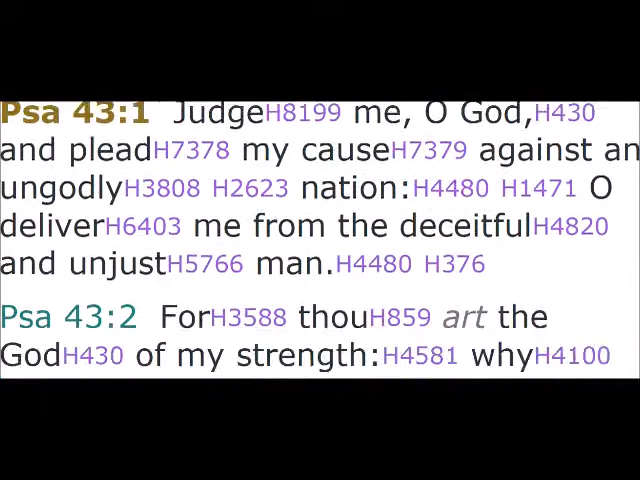 Psa 43:1 JudgeH8199 me, O God,H430
and pleadH7378 my causeH7379 against an
ungodlyH3808 H2623 nation:H4480 H1471 O
deliverH6403 me from the deceitfulH4820
and unjustH5766 man.H4480 H376
Psa 43:2 ForH3588 thouH859 art the
GodH430 of my strength:H4581 whyH4100